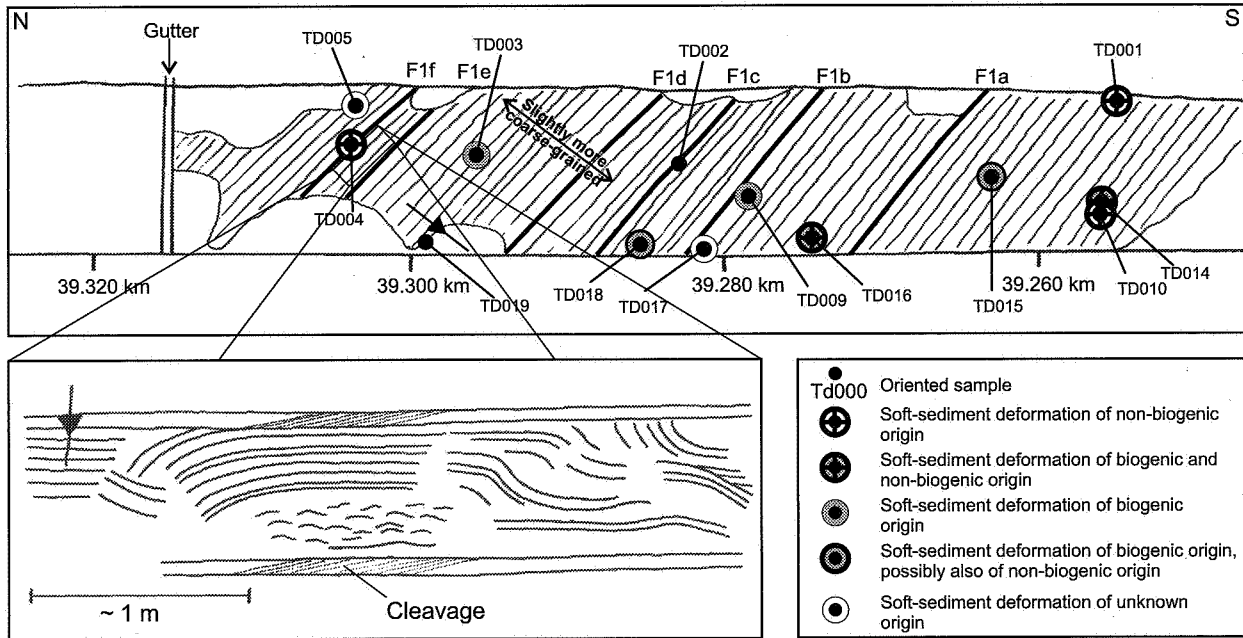 N
S
Gutter
TD005
TD003
TD002
TD001
F1f
F1e
F1d
F1c
F1b
F1a
Slightly more
coarse-grained
TD004
TD014
39.320 km
39.300 km
39.280 km
39.260 km
TD019
TD018
TD017
TD009
TD016
TD015
TD010
~ 1 m
Cleavage
Td000
Oriented sample
Soft-sediment deformation of non-biogenic
origin
Soft-sediment deformation of biogenic and
non-biogenic origin
Soft-sediment deformation of biogenic
origin
Soft-sediment deformation of biogenic origin,
possibly also of non-biogenic origin
Soft-sediment deformation of unknown
origin